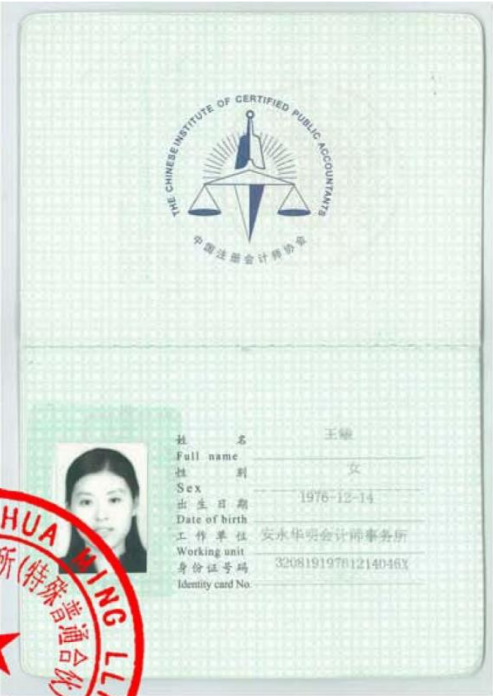 THE CHINESE INSTITUTE OF CERTIFIED PUBLIC ACCOUNTANTS
中国注册会计师协会
姓 名
Full name
王敏
性 别
Sex
女
出生日期
Date of birth
1976-12-14
工作单位
Working unit
安永华明会计师事务所
身份证号码
Identity card No.
32081919761214046X
HUA MING LL
所(特殊普通合伙